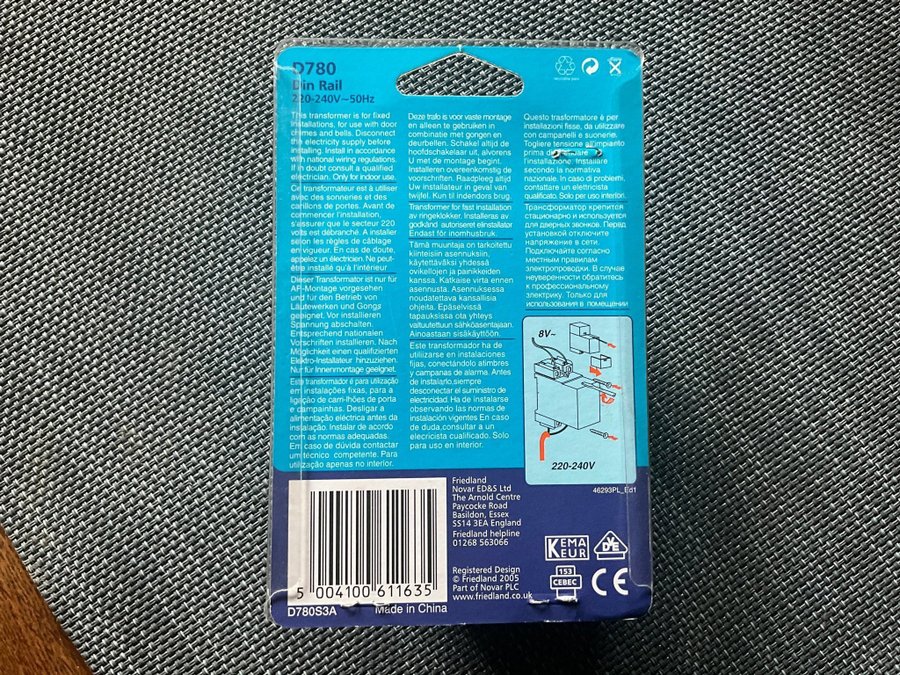 D780
Din Rail
220-240V~50Hz
recyclable pack
This transformer is for fixed
installations, for use with door
chimes and bells. Disconnect
the electricity supply before
installing. Install in accordance
with national wiring regulations.
If in doubt consult a qualified
electrician. Only for indoor use.
Ce transformateur est à utiliser
avec des sonneries et des
carillons de portes. Avant de
commencer l'installation,
s'assurer que le secteur 220
volts est débranché. A installer
selon les règles de câblage
en vigueur. En cas de doute,
appelez un électricien. Ne peut-
être installé qu'à l'intérieur
Dieser Transformator ist nur für
AP-Montage vorgesehen
und für den Betrieb von
Läutewerken und Gongs
geeignet. Vor installieren
Spannung abschalten.
Entsprechend nationalen
Vorschriften installieren. Nach
Möglichkeit einen qualifizierten
Elektro-Installateur hinzuziehen.
Nur für Innenmontage geeignet.
Este transformador é para utilização
em instalações fixas, para a
ligação de carrilhões de porta
e campainhas. Desligar a
alimentação eléctrica antes da
instalação. Instalar de acordo
com as normas adequadas.
Em caso de dúvida contactar
um técnico competente. Para
utilização apenas no interior.
Deze trafo is voor vaste montage
en alleen te gebruiken in
combinatie met gongen en
deurbellen. Schakel altijd de
hoofdschakelaar uit, alvorens
U met de montage begint.
Installeren overeenkomstig de
voorschriften. Raadpleeg altijd
Uw installateur in geval van
twijfel. Kun til indendors brug.
Transformer for fast installation
av ringeklokker. Installeras av
godkänd autoriseret elinstallatør
Endast för inomhusbruk.
Tämä muuntaja on tarkoitettu
kiinteisiin asennuksiin,
käytettäväksi yhdessä
ovikellojen ja painikkeiden
kanssa. Katkaise virta ennen
asennusta. Asennuksessa
noudatettava kansallisia
ohjeita. Epäselvissä
tapauksissa ota yhteys
valtuutettuun sähköasentajaan.
Ainoastaan sisäkäyttöön.
Este transformador ha de
utiliizarse en instalaciones
fijas, conectándolo atimbres
y campanas de alarma. Antes
de instalarlo,siempre
desconectar el suministro de
electricidad. Ha de instalarse
observando las normas de
instalación vigentes En caso
de duda,consultar a un
elecricista cualificado. Solo
para uso en interior.
Questo trasformatore è per
installazioni fisse, da utilizzare
con campanelli e suonerie.
Togliere tensione all'impianto
prima di
l'installazione. Installare
secondo la normativa
nazionale. In caso di problemi,
contattare un elettricista
qualificato. Solo per uso interiorì.
Трансформатор крепится
стационарно и используется
для дверных звонков. Перед
установкой отключите
напряжение в сети.
Подключайте согласно
местным правилам
электропроводки. В случае
неуверенности обратитесь
к профессиональному
электрику. Только для
использования в помещении
8V~
220-240V
46293PL_Ed1
Friedland
Novar ED&S Ltd
The Arnold Centre
Paycocke Road
Basildon, Essex
SS14 3EA England
Friedland helpline
01268 563066
Registered Design
© Friedland 2005
Part of Novar PLC
www.friedland.co.uk
KEMA
EUR
VDE
153
CEBEC
CE
5 004100 611635
D780S3A
Made in China